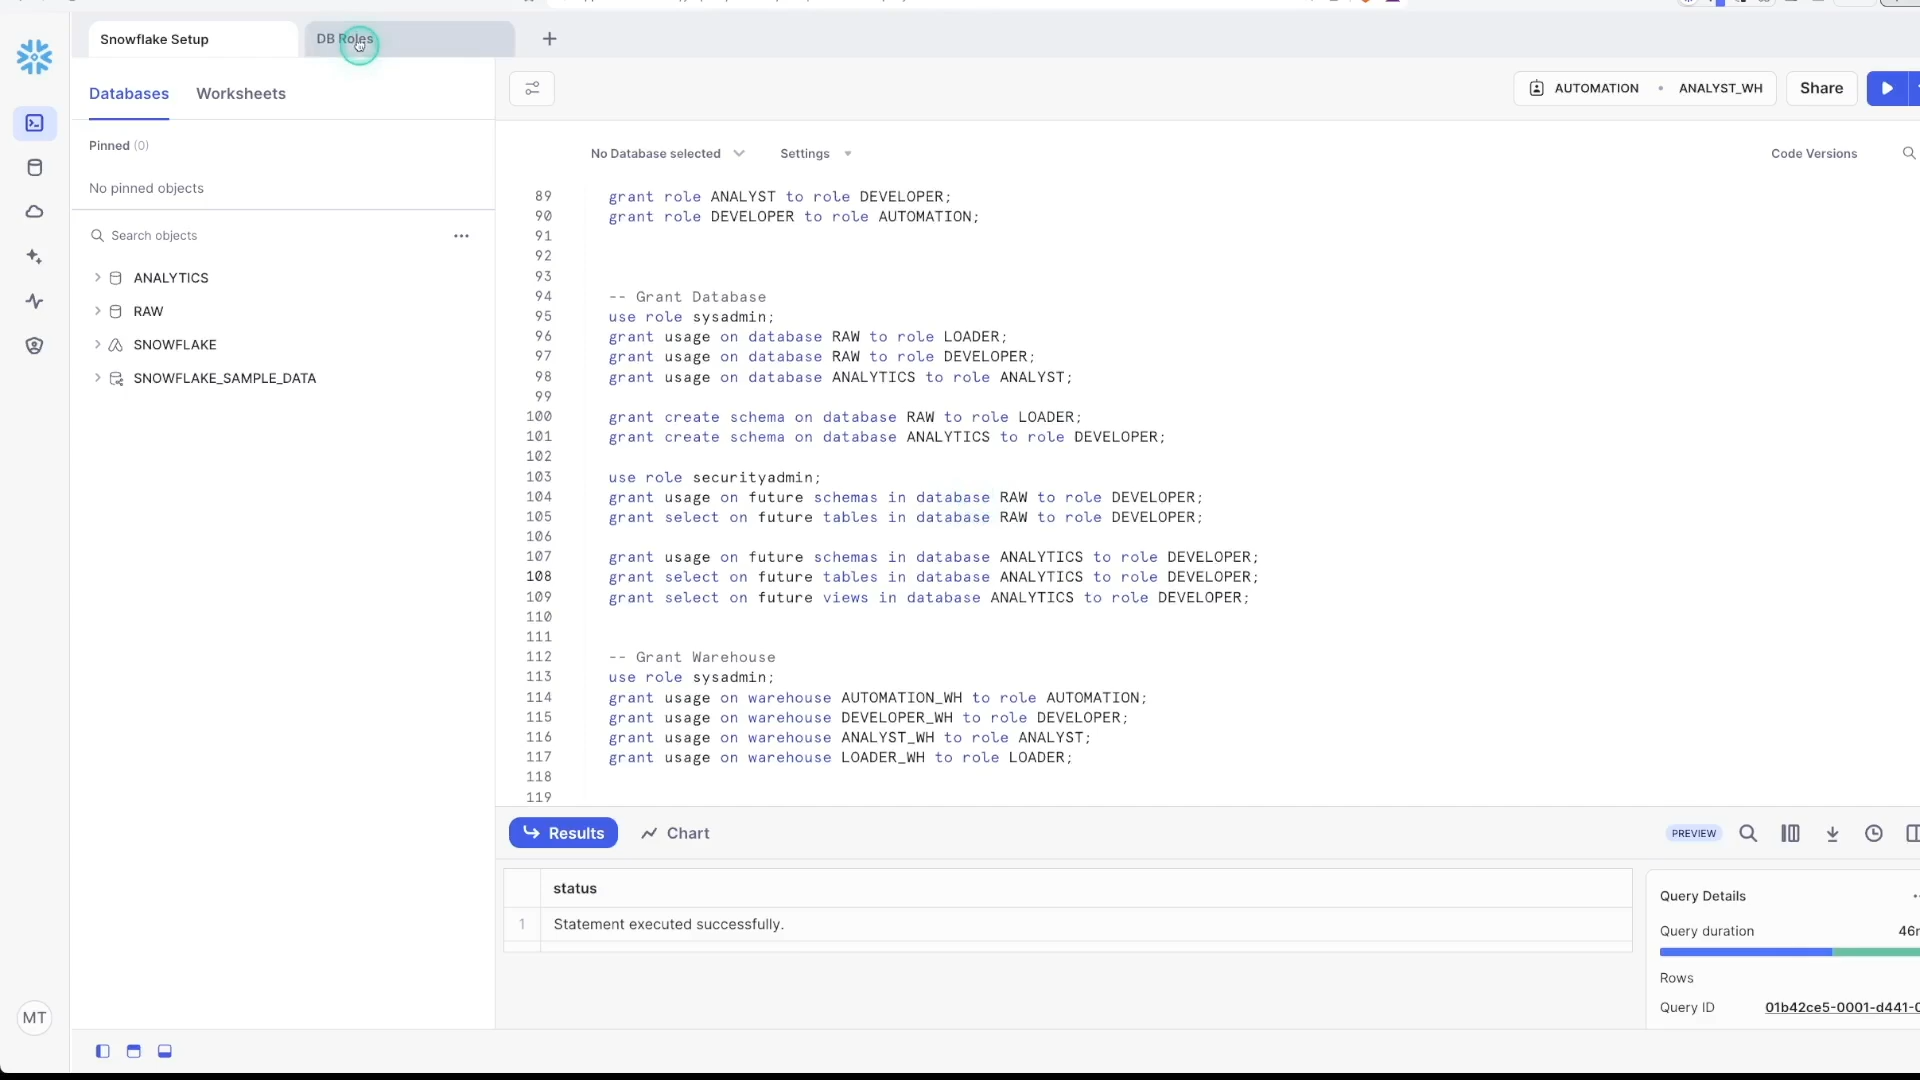 Snowflake Setup
DB Roles
Databases
Worksheets
AUTOMATION • ANALYST_WH
Share
Pinned (0)
No pinned objects
Search objects
ANALYTICS
RAW
SNOWFLAKE
SNOWFLAKE_SAMPLE_DATA
No Database selected
Settings
Code Versions
89 grant role ANALYST to role DEVELOPER;
90 grant role DEVELOPER to role AUTOMATION;
91
92
93
94 -- Grant Database
95 use role sysadmin;
96 grant usage on database RAW to role LOADER;
97 grant usage on database RAW to role DEVELOPER;
98 grant usage on database ANALYTICS to role ANALYST;
99
100 grant create schema on database RAW to role LOADER;
101 grant create schema on database ANALYTICS to role DEVELOPER;
102
103 use role securityadmin;
104 grant usage on future schemas in database RAW to role DEVELOPER;
105 grant select on future tables in database RAW to role DEVELOPER;
106
107 grant usage on future schemas in database ANALYTICS to role DEVELOPER;
108 grant select on future tables in database ANALYTICS to role DEVELOPER;
109 grant select on future views in database ANALYTICS to role DEVELOPER;
110
111
112 -- Grant Warehouse
113 use role sysadmin;
114 grant usage on warehouse AUTOMATION_WH to role AUTOMATION;
115 grant usage on warehouse DEVELOPER_WH to role DEVELOPER;
116 grant usage on warehouse ANALYST_WH to role ANALYST;
117 grant usage on warehouse LOADER_WH to role LOADER;
118
119
Results
Chart
PREVIEW
status
1 Statement executed successfully.
Query Details
Query duration
Rows
Query ID 01b42ce5-0001-d441-
MT